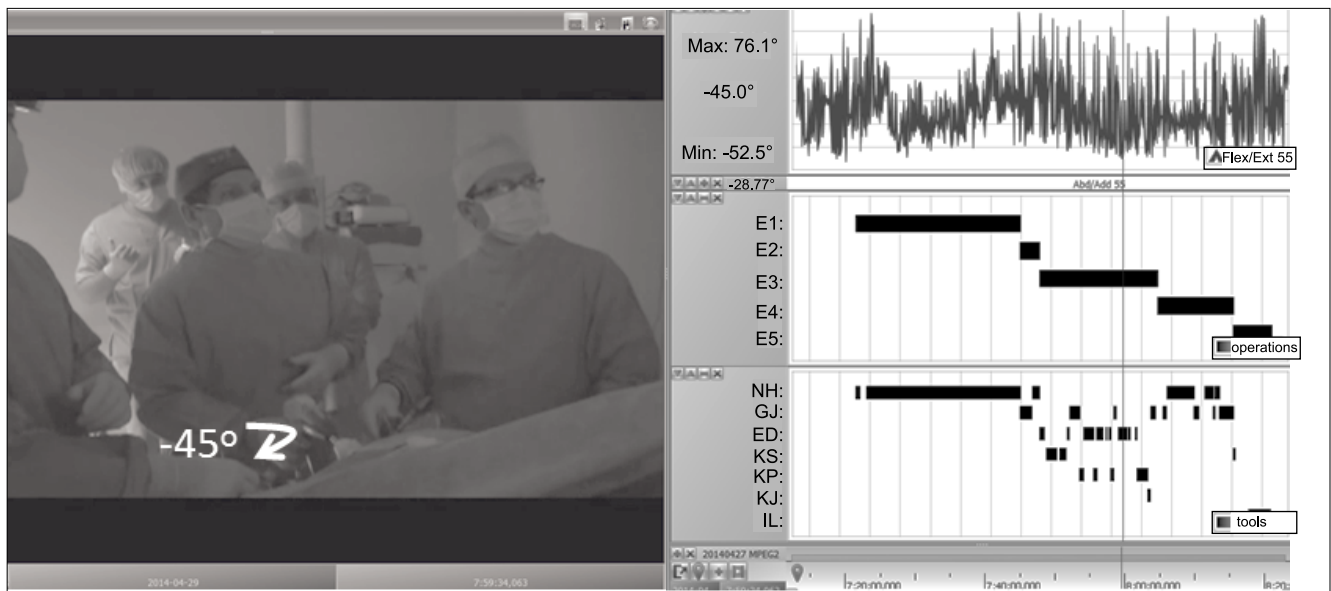 -45°
2014-04-29
7:59:34,063
Max: 76.1°
-45.0°
Min: -52.5°
Flex/Ext 55
-28.77°
Abd/Add 55
E1:
E2:
E3:
E4:
E5:
operations
NH:
GJ:
ED:
KS:
KP:
KJ:
IL:
tools
20140427 MPEG2
7:20:00,000
7:40:00,000
8:00:00,000
8:20: